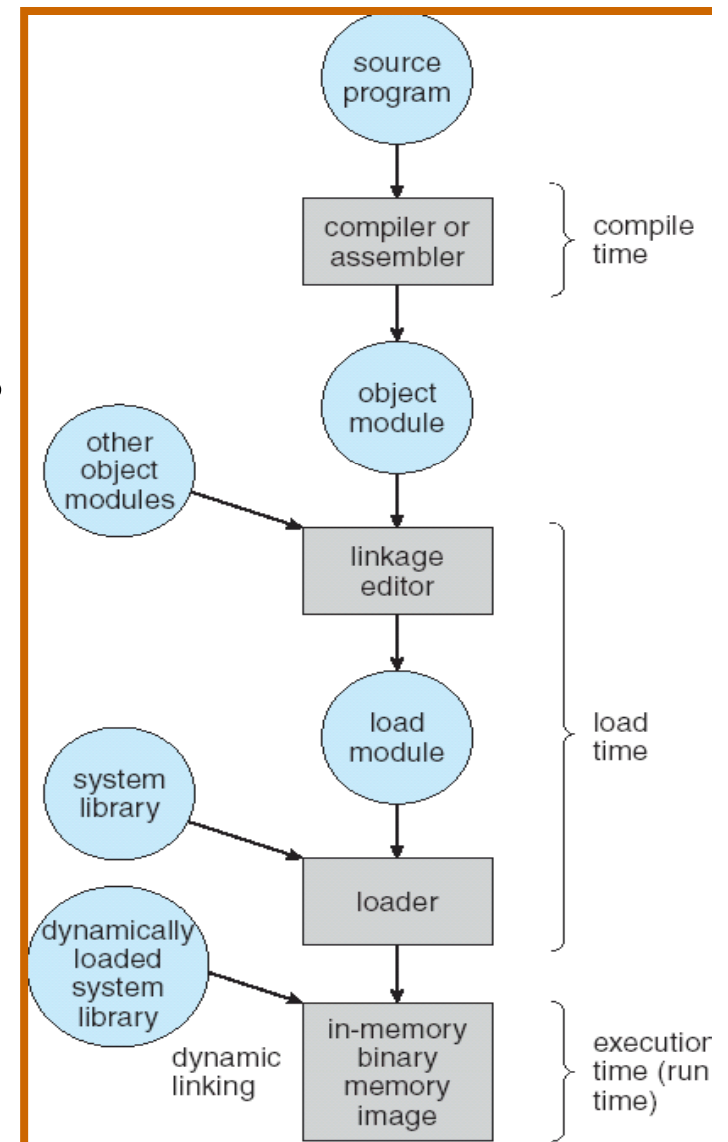 source
program
compiler or
assembler
compile
time
object
module
other
object
modules
linkage
editor
load
module
load
time
system
library
loader
dynamically
loaded
system
library
dynamic
linking
in-memory
binary
memory
image
execution
time (run
time)